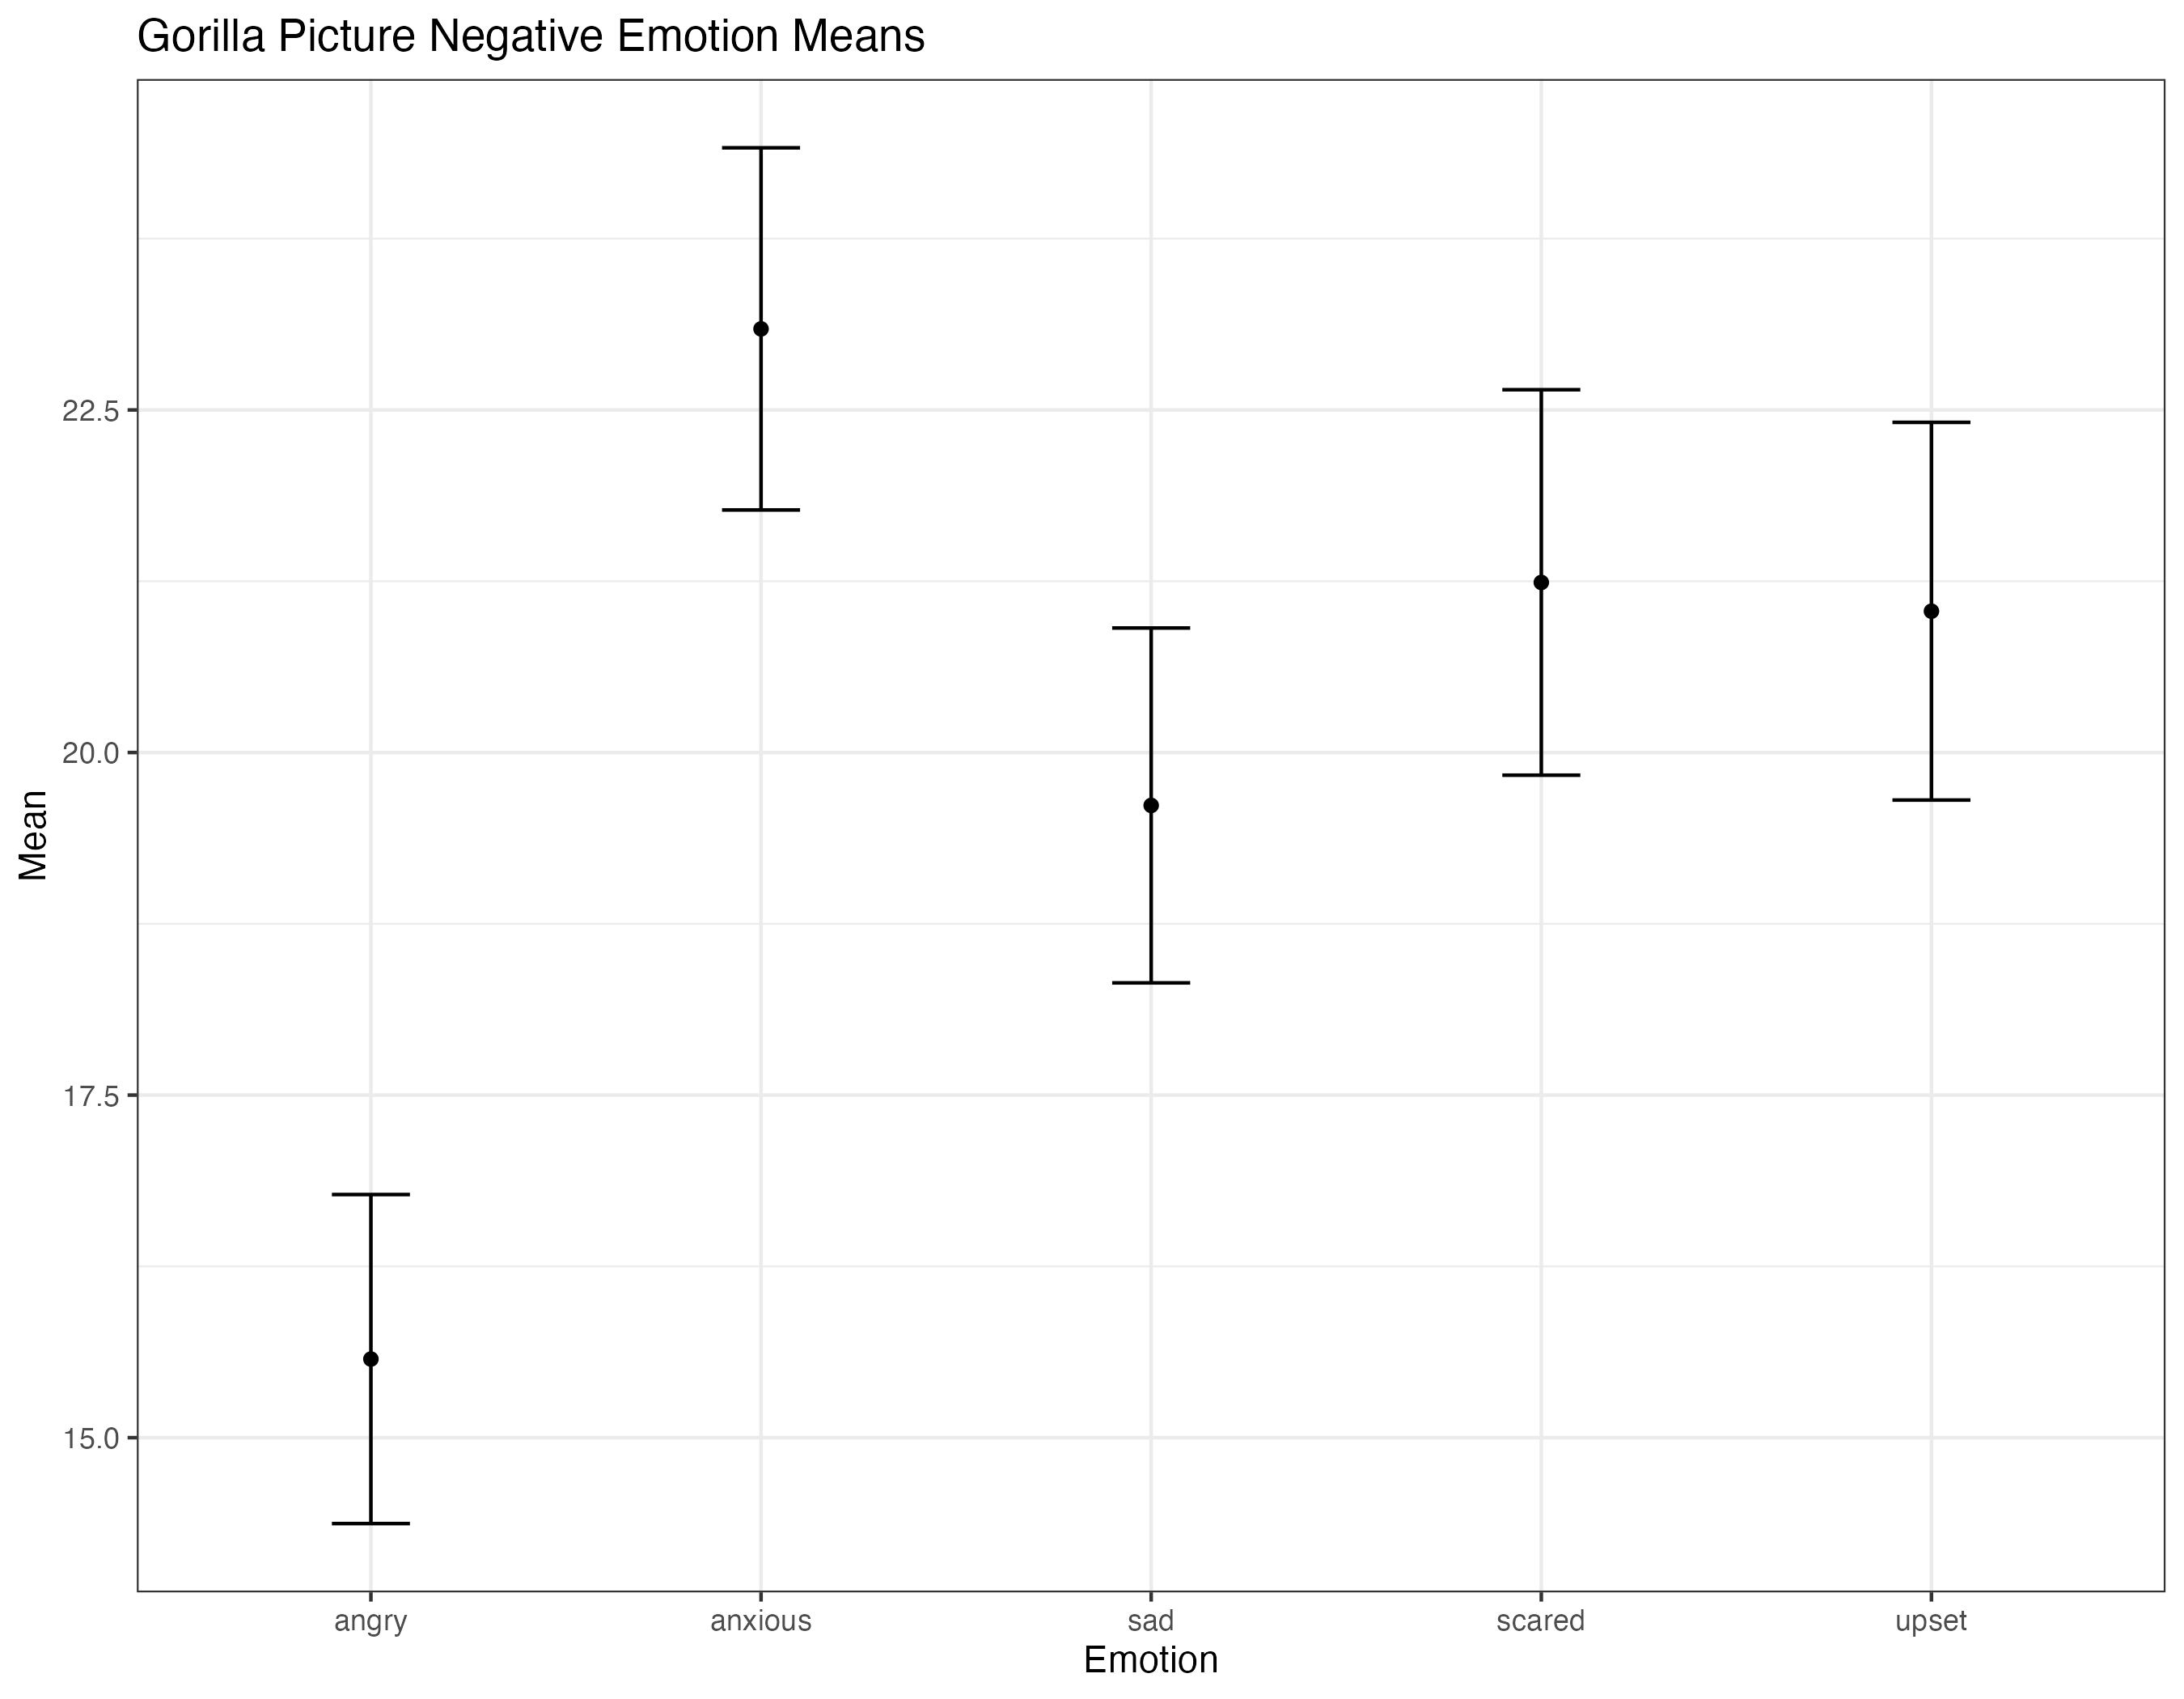 Gorilla Picture Negative Emotion Means
Mean
22.5
20.0
17.5
15.0
angry anxious sad scared upset
Emotion